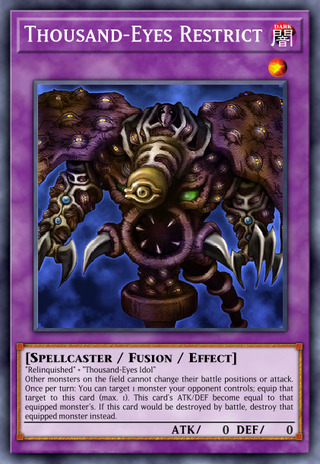 Thousand-Eyes Restrict
DARK
闇
[Spellcaster / Fusion / Effect]
"Relinquished" + "Thousand-Eyes Idol"
Other monsters on the field cannot change their battle positions or attack.
Once per turn: You can target 1 monster your opponent controls; equip that
target to this card (max. 1). This card's ATK/DEF become equal to that
equipped monster's. If this card would be destroyed by battle, destroy that
equipped monster instead.
ATK/ 0 DEF/ 0